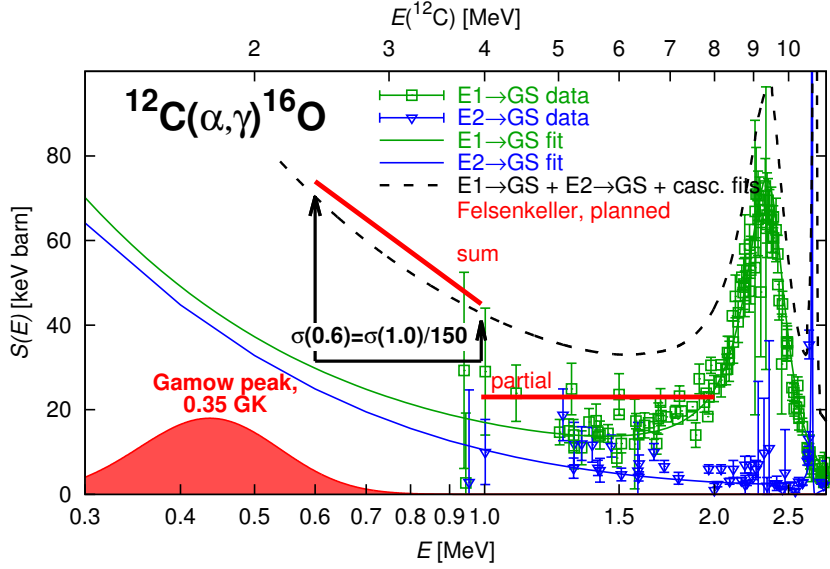 E(¹²C) [MeV]
2 3 4 5 6 7 8 9 10
¹²C(α,γ)¹⁶O
E1→GS data
E2→GS data
E1→GS fit
E2→GS fit
E1→GS + E2→GS + casc. fits
Felsenkeller, planned
sum
σ(0.6)=σ(1.0)/150
partial
Gamow peak,
0.35 GK
S(E) [keV barn]
80
60
40
20
0
0.3 0.4 0.5 0.6 0.7 0.8 0.9 1.0 1.5 2.0 2.5
E [MeV]